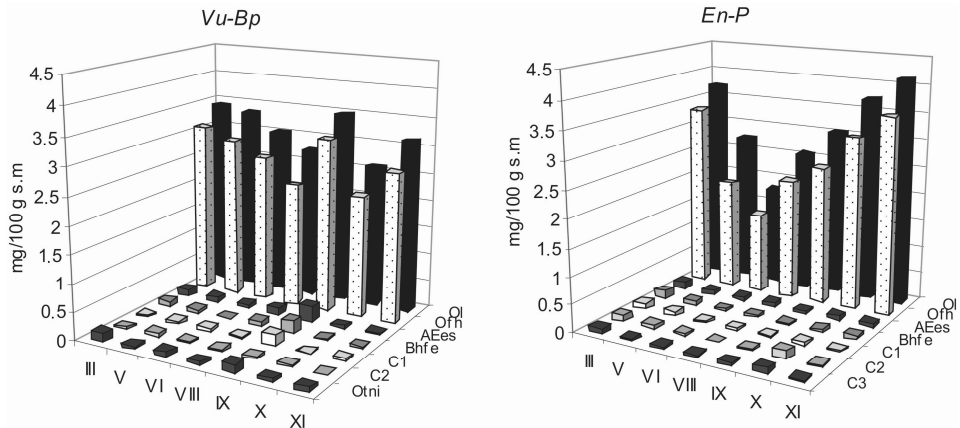 Vu-Bp
En-P
4.5
4
3.5
3
2.5
2
1.5
1
0.5
0
mg/100 g s.m
III
V
VI
VIII
IX
X
XI
Ol
Ofh
AEes
Bhfe
C1
C2
Otni
4.5
4
3.5
3
2.5
2
1.5
1
0.5
0
mg/100 g s.m
III
V
VI
VIII
IX
X
XI
Ol
Ofh
AEes
Bhfe
C1
C2
C3